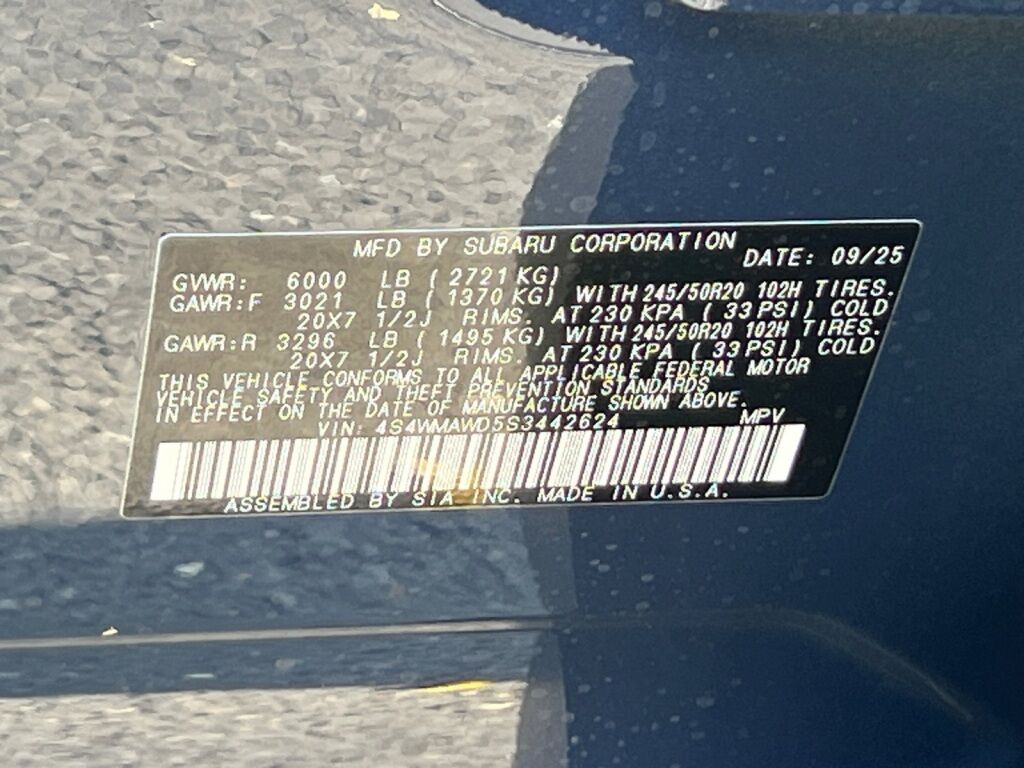 MFD BY SUBARU CORPORATION DATE: 09/25
GVWR: 6000 LB ( 2721 KG)
GAWR:F 3021 LB ( 1370 KG) WITH 245/50R20 102H TIRES.
20X7 1/2J RIMS. AT 230 KPA ( 33 PSI) COLD
GAWR:R 3296 LB ( 1495 KG) WITH 245/50R20 102H TIRES.
20X7 1/2J RIMS. AT 230 KPA ( 33 PSI) COLD
THIS VEHICLE CONFORMS TO ALL APPLICABLE FEDERAL MOTOR
VEHICLE SAFETY AND THEFT PREVENTION STANDARDS
IN EFFECT ON THE DATE OF MANUFACTURE SHOWN ABOVE.
VIN: 4S4WMAWD5S3442624 MPV
ASSEMBLED BY SIA INC. MADE IN U.S.A.